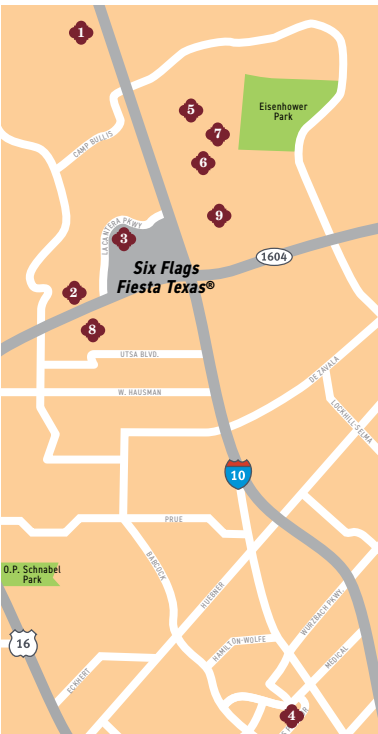 1
5
Eisenhower
Park
7
CAMP BULLIS
6
9
LA CANTERA PKWY
3
1604
Six Flags
Fiesta Texas®
2
8
UTSA BLVD.
DE ZAVALA
W. HAUSMAN
LOCKHILL-SELMA
10
PRUE
BABCOCK
O.P. Schnabel
Park
HUEBNER
WURZBACH PKWY.
16
HAMILTON-WOLFE
MEDICAL
ECKHERT
4